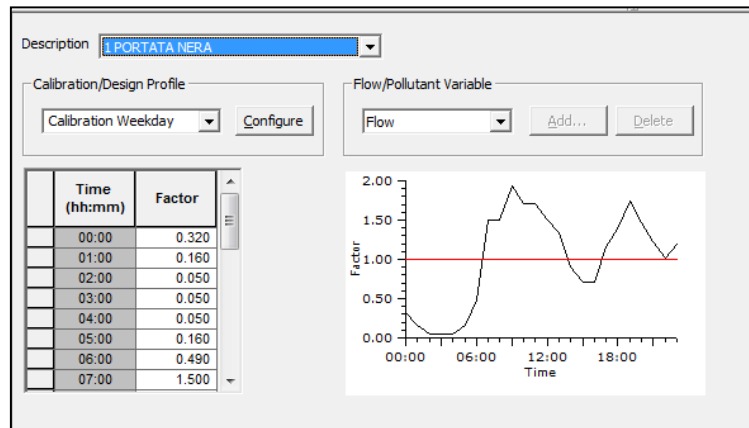 Description 1 PORTATA NERA
Calibration/Design Profile
Calibration Weekday Configure
Flow/Pollutant Variable
Flow Add... Delete
Time (hh:mm) Factor
00:00 0.320
01:00 0.160
02:00 0.050
03:00 0.050
04:00 0.050
05:00 0.160
06:00 0.490
07:00 1.500
2.00
1.50
1.00
0.50
0.00
Factor
00:00 06:00 12:00 18:00
Time